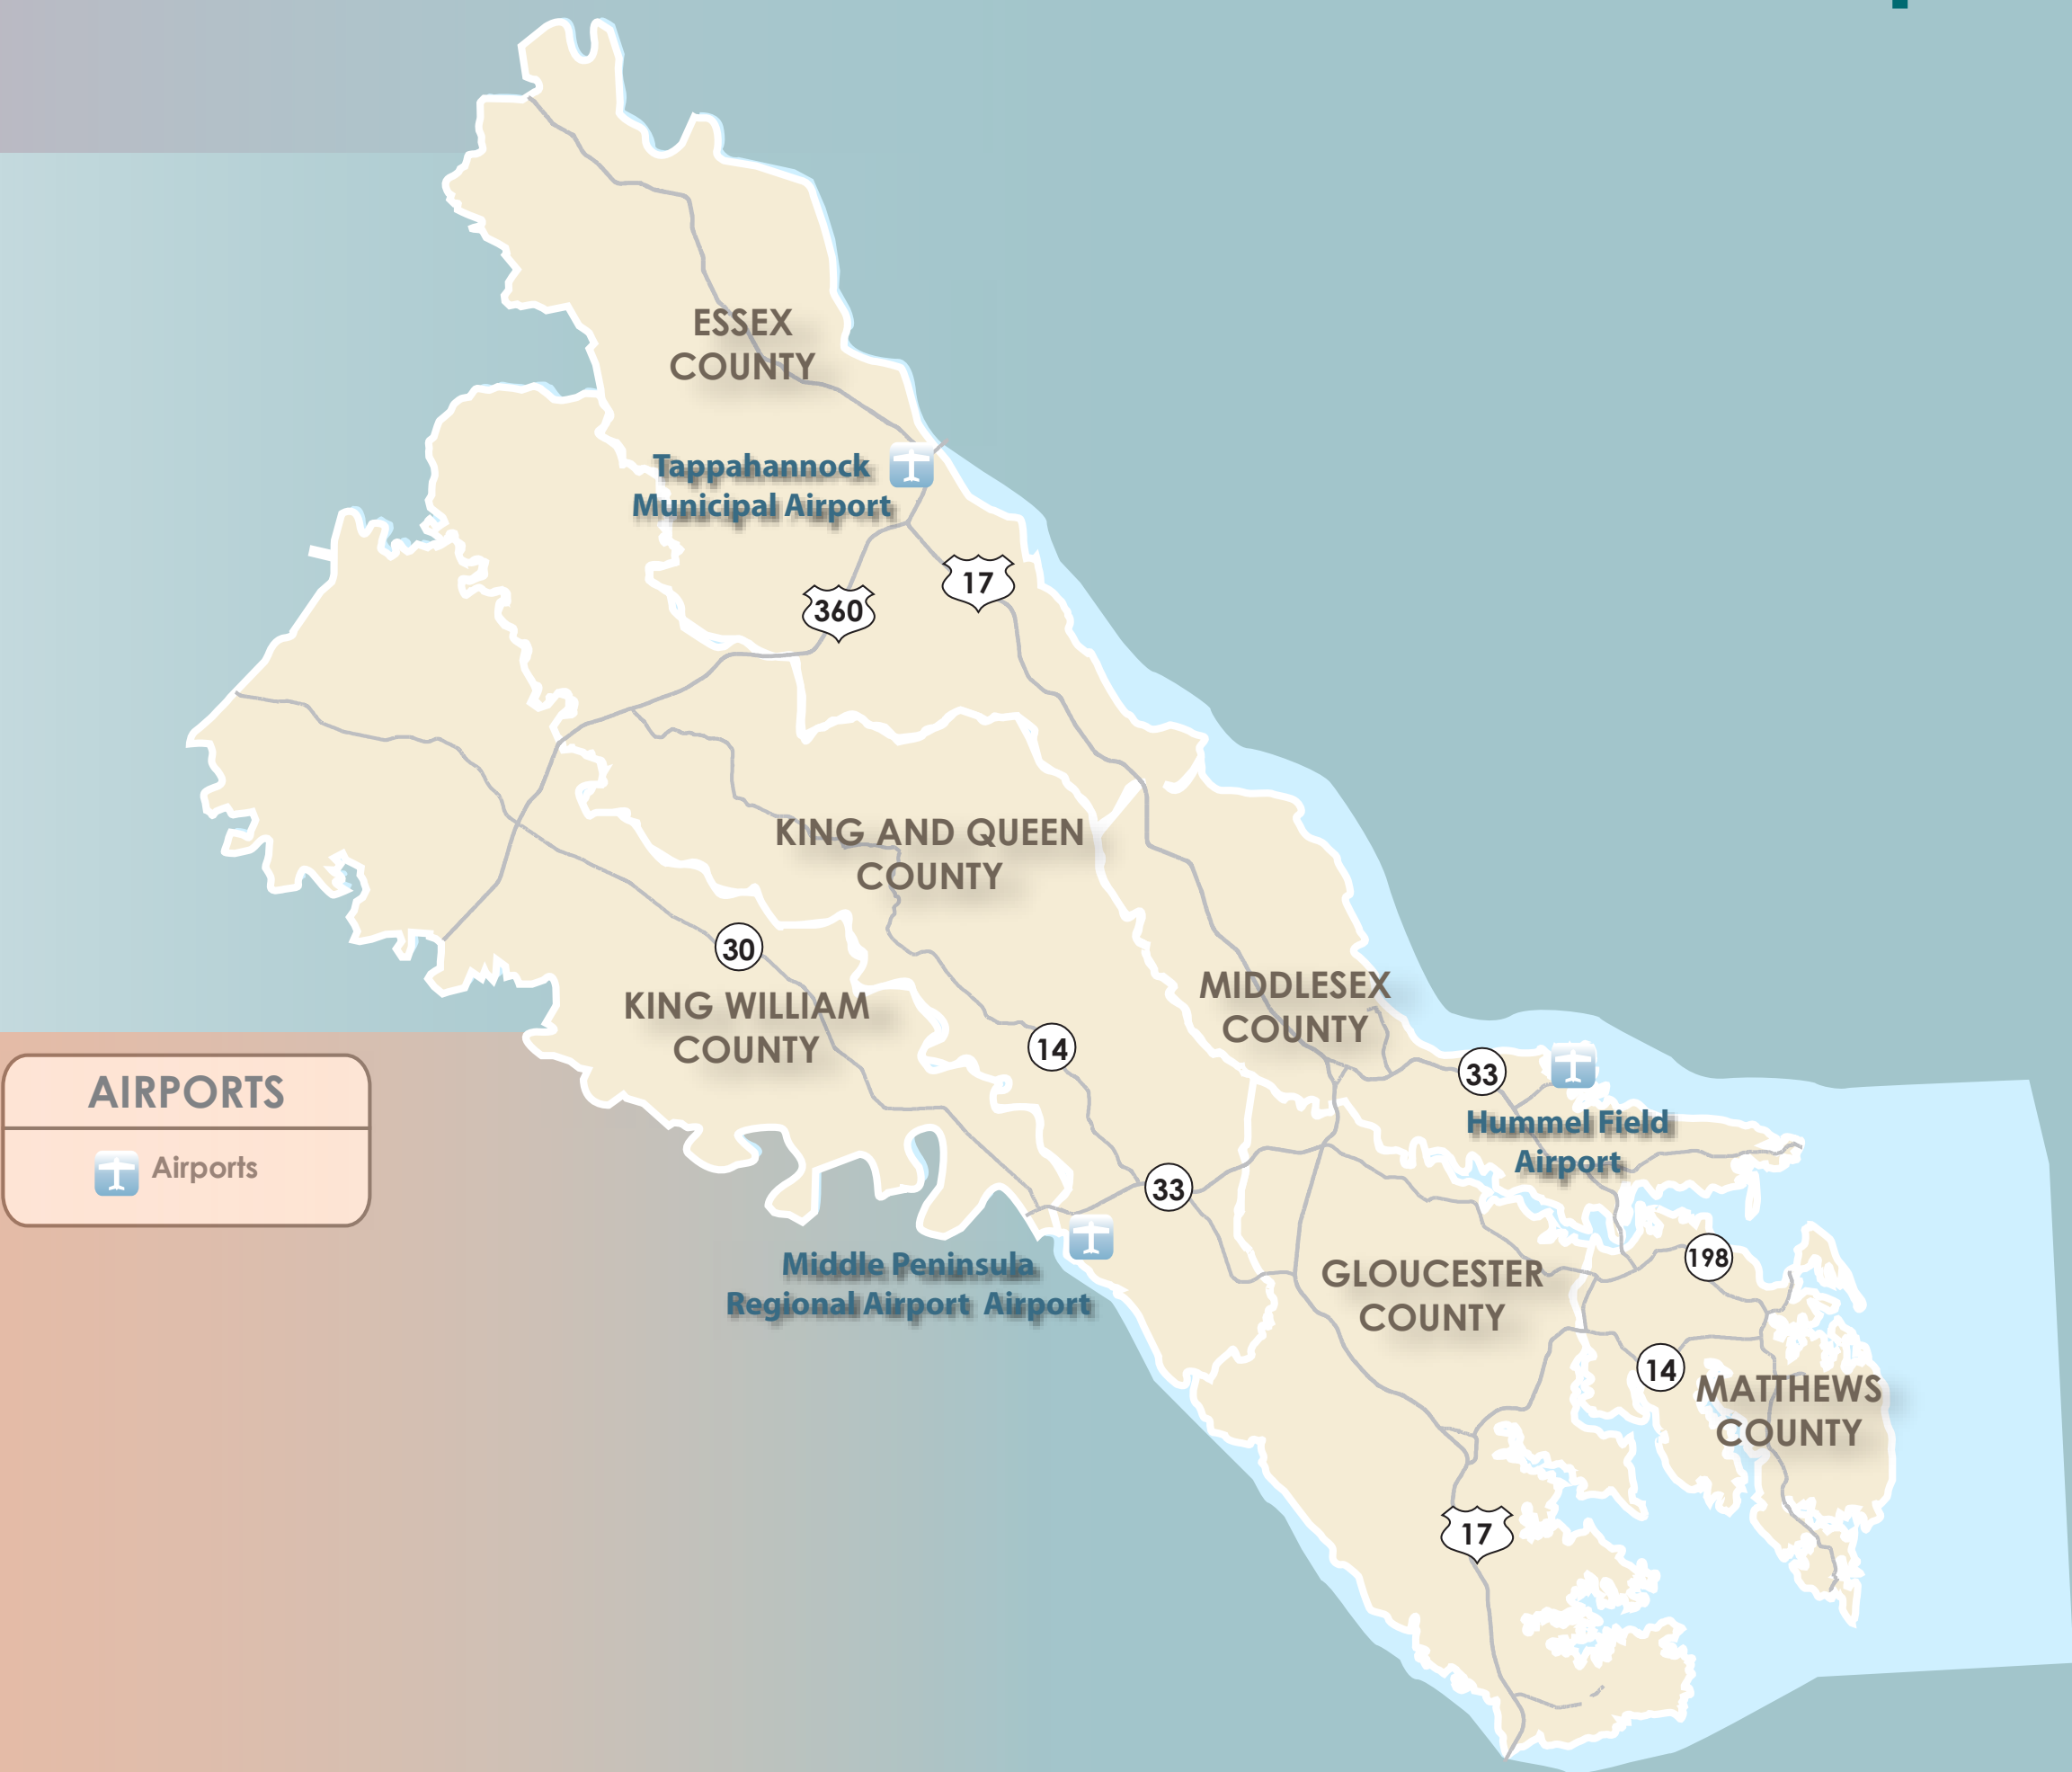 ESSEX
COUNTY
Tappahannock
Municipal Airport
17
360
KING AND QUEEN
COUNTY
30
KING WILLIAM
COUNTY
MIDDLESEX
COUNTY
14
33
AIRPORTS
Airports
Hummel Field
Airport
33
Middle Peninsula
Regional Airport  Airport
GLOUCESTER
COUNTY
198
14
MATTHEWS
COUNTY
17